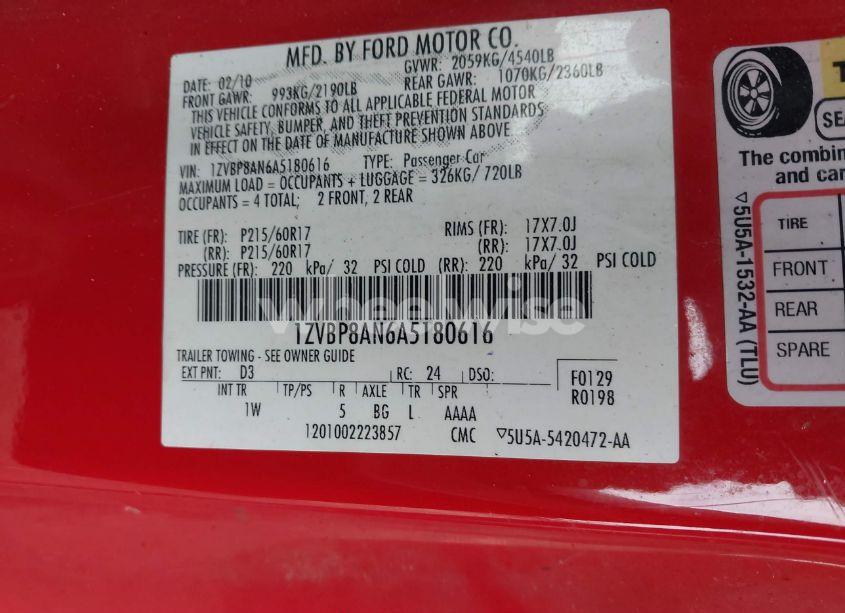 MFD. BY FORD MOTOR CO.
DATE: 02/10 GVWR: 2059KG/4540LB
FRONT GAWR: 993KG/2190LB REAR GAWR: 1070KG/2360LB
THIS VEHICLE CONFORMS TO ALL APPLICABLE FEDERAL MOTOR
VEHICLE SAFETY, BUMPER, AND THEFT PREVENTION STANDARDS
IN EFFECT ON THE DATE OF MANUFACTURE SHOWN ABOVE
VIN: 1ZVBP8AN6A5180616 TYPE: Passenger Car
MAXIMUM LOAD = OCCUPANTS + LUGGAGE = 326KG/ 720LB
OCCUPANTS = 4 TOTAL; 2 FRONT, 2 REAR
TIRE (FR): P215/60R17 RIMS (FR): 17X7.0J
(RR): P215/60R17 (RR): 17X7.0J
PRESSURE (FR): 220 kPa/ 32 PSI COLD (RR): 220 kPa/ 32 PSI COLD
wheelwise
1ZVBP8AN6A5180616
TRAILER TOWING - SEE OWNER GUIDE
EXT PNT: D3 RC: 24 DSO:
F0129
R0198
INT TR TP/PS R AXLE TR SPR
1W 5 BG L AAAA
1201002223857 CMC ▽5U5A-5420472-AA
▽5U5A-1532-AA (TLU)
The combin
and car
TIRE
FRONT
REAR
SPARE